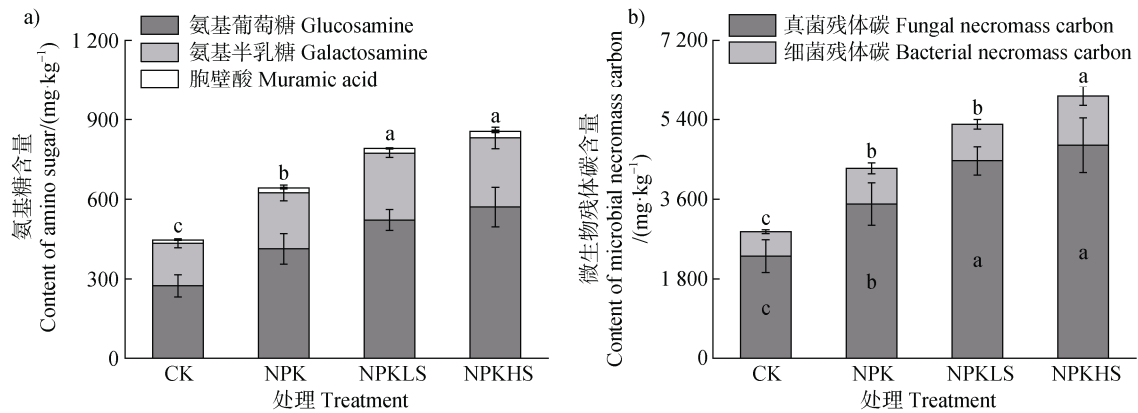 a)
氨基葡萄糖 Glucosamine
氨基半乳糖 Galactosamine
胞壁酸 Muramic acid
氨基糖含量
Content of amino sugar/(mg·kg⁻¹)
1 200
900
600
300
0
c
b
a
a
CK NPK NPKLS NPKHS
处理 Treatment
b)
真菌残体碳 Fungal necromass carbon
细菌残体碳 Bacterial necromass carbon
微生物残体碳含量
Content of microbial necromass carbon
/(mg·kg⁻¹)
7 200
5 400
3 600
1 800
0
c
b
b
a
c
b
a
a
CK NPK NPKLS NPKHS
处理 Treatment